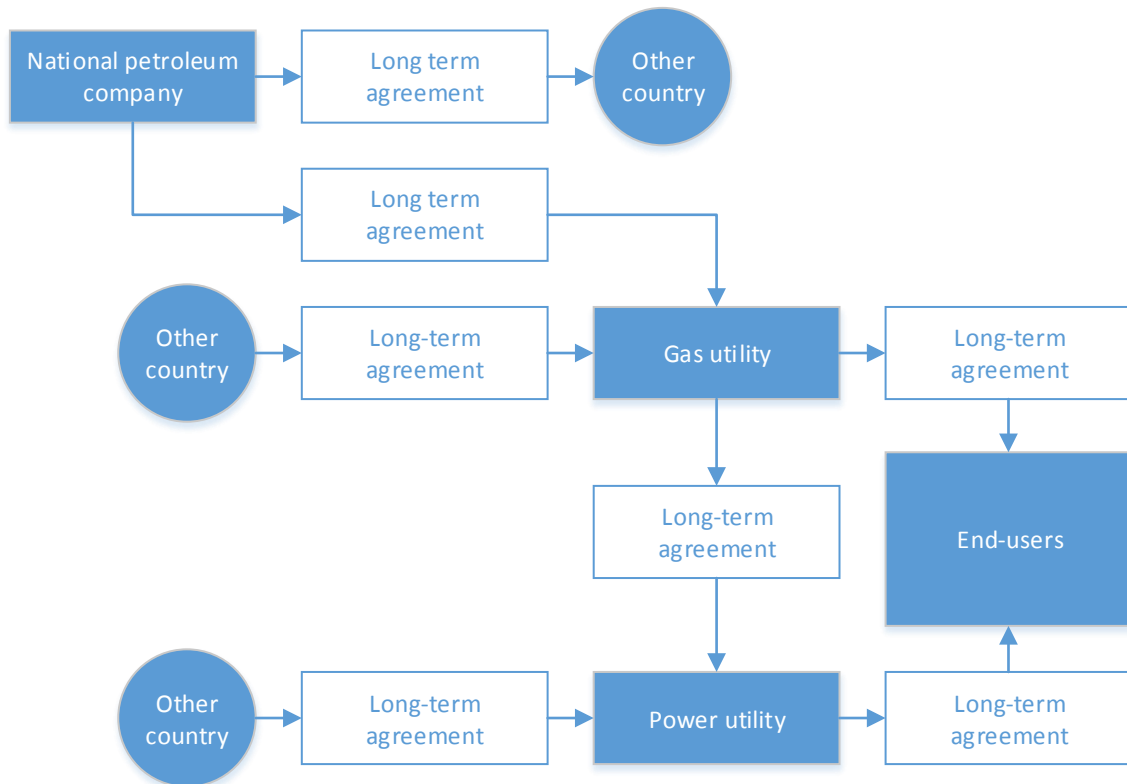 National petroleum
company
Long term
agreement
Other
country
Long term
agreement
Other
country
Long-term
agreement
Gas utility
Long-term
agreement
Long-term
agreement
End-users
Other
country
Long-term
agreement
Power utility
Long-term
agreement